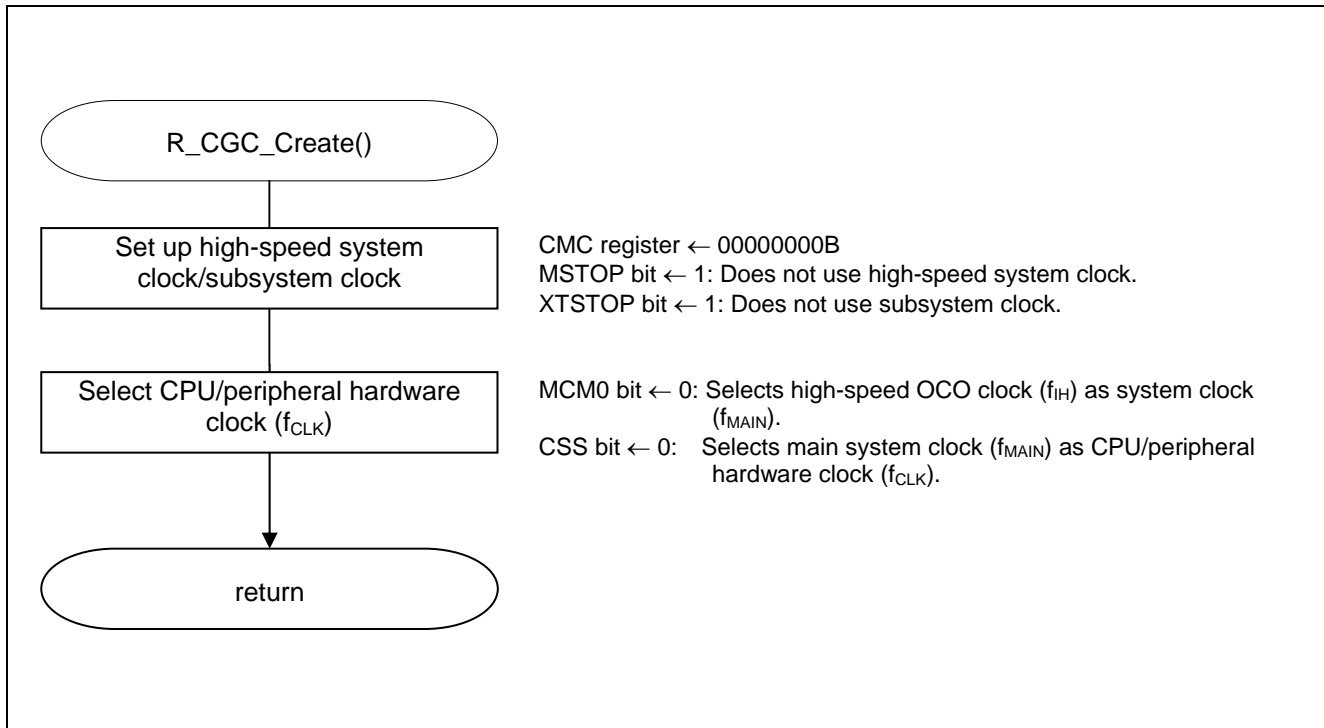 R_CGC_Create()
Set up high-speed system
clock/subsystem clock
CMC register ← 00000000B
MSTOP bit ← 1: Does not use high-speed system clock.
XTSTOP bit ← 1: Does not use subsystem clock.
Select CPU/peripheral hardware
clock (fCLK)
MCM0 bit ← 0: Selects high-speed OCO clock (fIH) as system clock
(fMAIN).
CSS bit ← 0: Selects main system clock (fMAIN) as CPU/peripheral
hardware clock (fCLK).
return